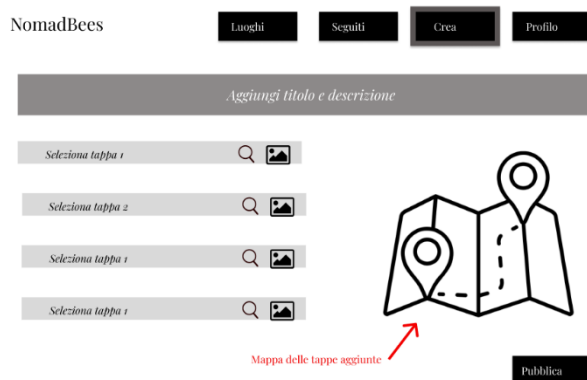 NomadBees
Luoghi
Seguiti
Crea
Profilo
Aggiungi titolo e descrizione
Seleziona tappa 1
Seleziona tappa 2
Seleziona tappa 1
Seleziona tappa 1
Mappa delle tappe aggiunte
Pubblica